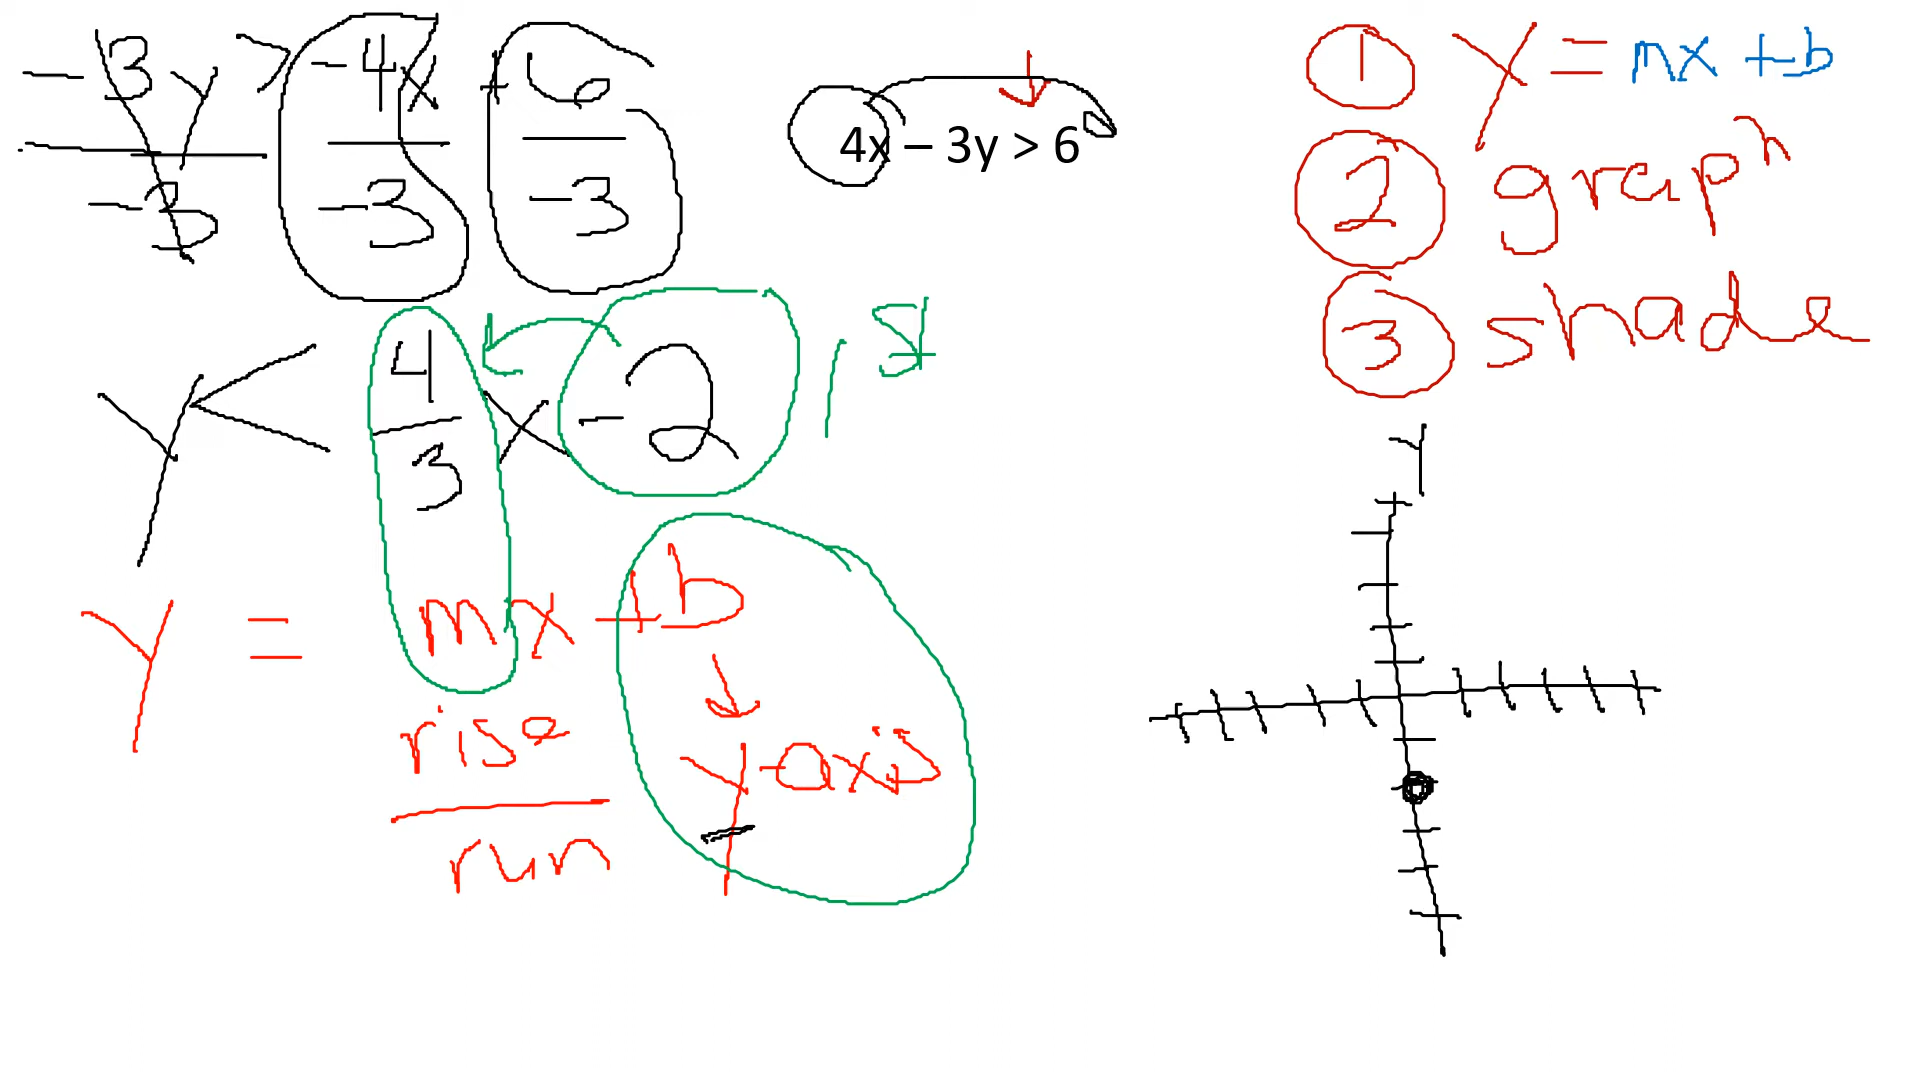 -3y > -4x + 6
-3 -3 -3
4x – 3y > 6
① y = mx + b
② graph
③ shade
y < 4/3 x - 2, 1st
y = mx + b
rise
run
y-axis
y